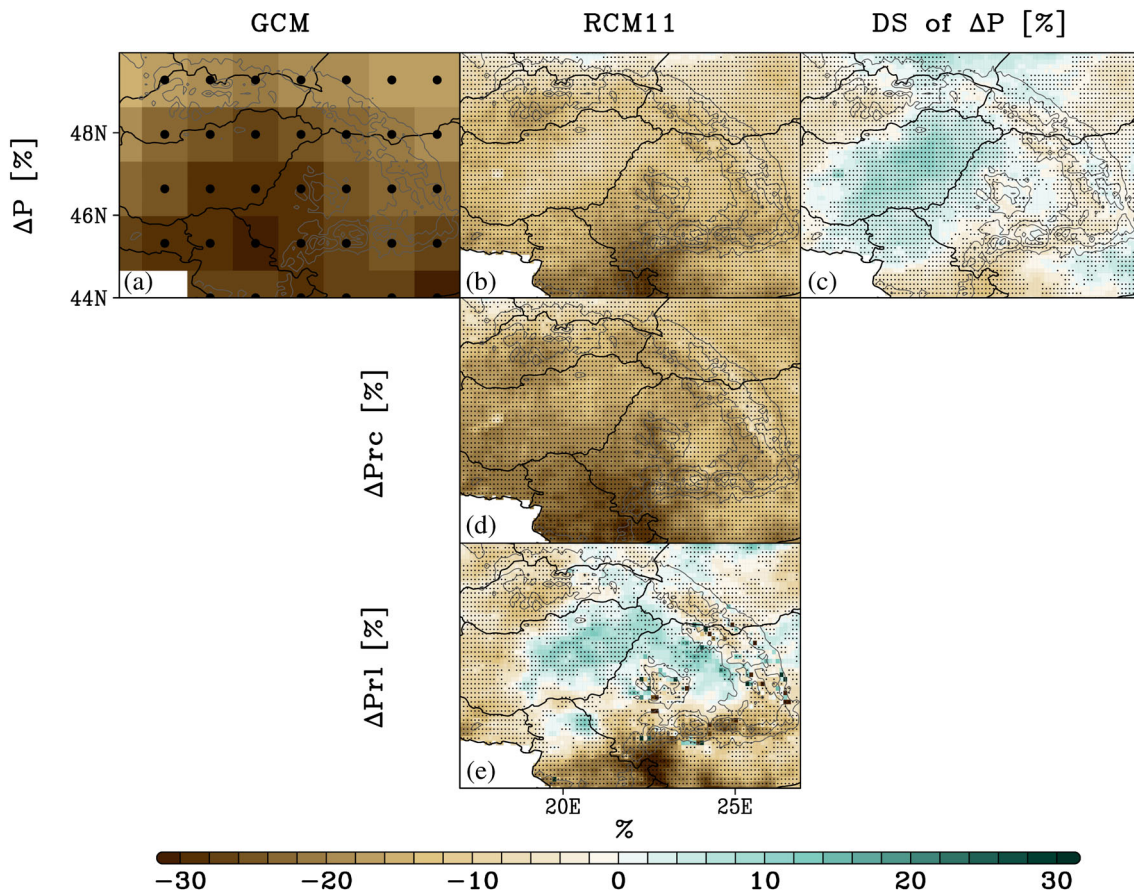 GCM RCM11 DS of ΔP [%]
ΔP [%]
48N
46N
44N
(a) (b) (c)
ΔPrc [%]
(d)
ΔPrl [%]
(e)
20E 25E
%
−30 −20 −10 0 10 20 30